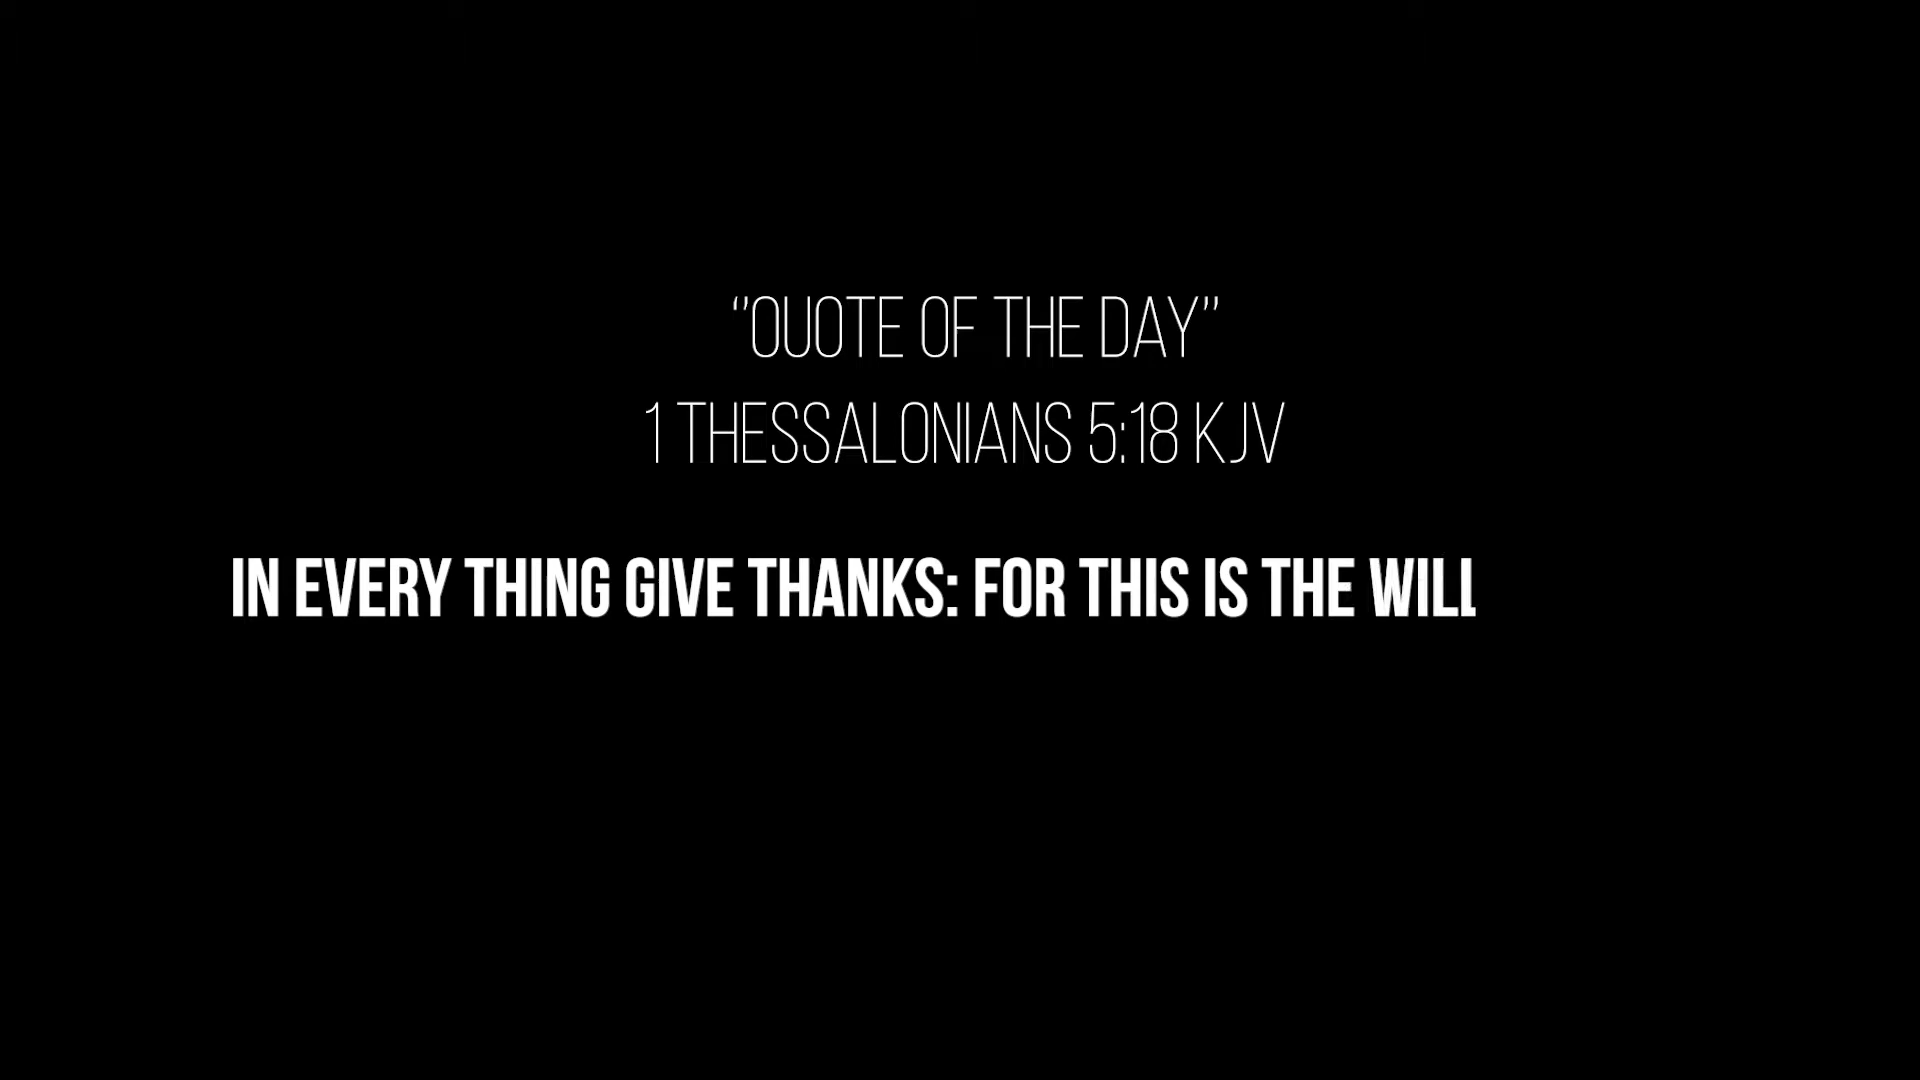 “QUOTE OF THE DAY”
1 THESSALONIANS 5:18 KJV
IN EVERY THING GIVE THANKS: FOR THIS IS THE WILL